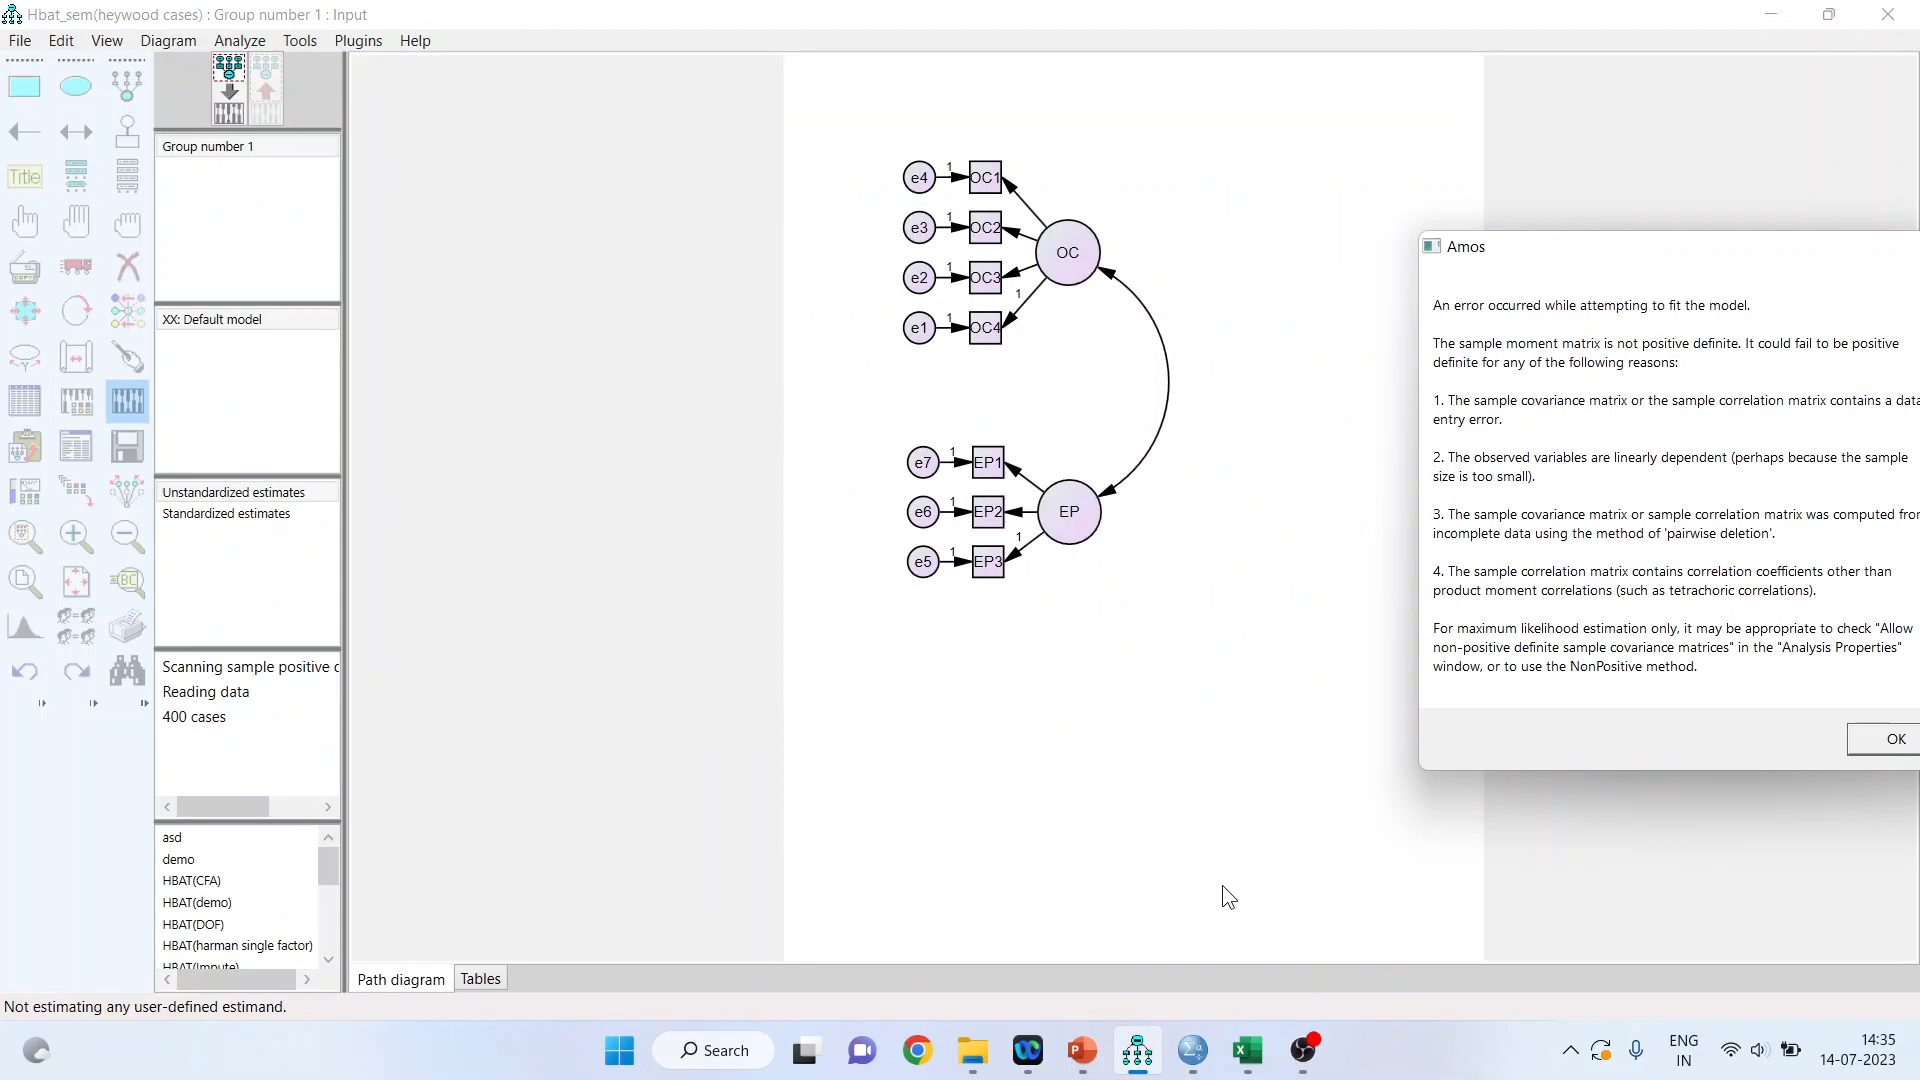 Hbat_sem(heywood cases) : Group number 1 : Input
File Edit View Diagram Analyze Tools Plugins Help
Title
Group number 1
XX: Default model
Unstandardized estimates
Standardized estimates
Scanning sample positive
Reading data
400 cases
asd
demo
HBAT(CFA)
HBAT(demo)
HBAT(DOF)
HBAT(harman single factor)
HBAT(Impute)
e4 1 OC1
e3 1 OC2
OC
e2 1 OC3
1
e1 1 OC4
e7 1 EP1
e6 1 EP2
EP
1
e5 1 EP3
Amos
An error occurred while attempting to fit the model.
The sample moment matrix is not positive definite. It could fail to be positive
definite for any of the following reasons:
1. The sample covariance matrix or the sample correlation matrix contains a data
entry error.
2. The observed variables are linearly dependent (perhaps because the sample
size is too small).
3. The sample covariance matrix or sample correlation matrix was computed from
incomplete data using the method of 'pairwise deletion'.
4. The sample correlation matrix contains correlation coefficients other than
product moment correlations (such as tetrachoric correlations).
For maximum likelihood estimation only, it may be appropriate to check "Allow
non-positive definite sample covariance matrices" in the "Analysis Properties"
window, or to use the NonPositive method.
OK
Path diagram Tables
Not estimating any user-defined estimand.
Search
ENG
IN
14:35
14-07-2023